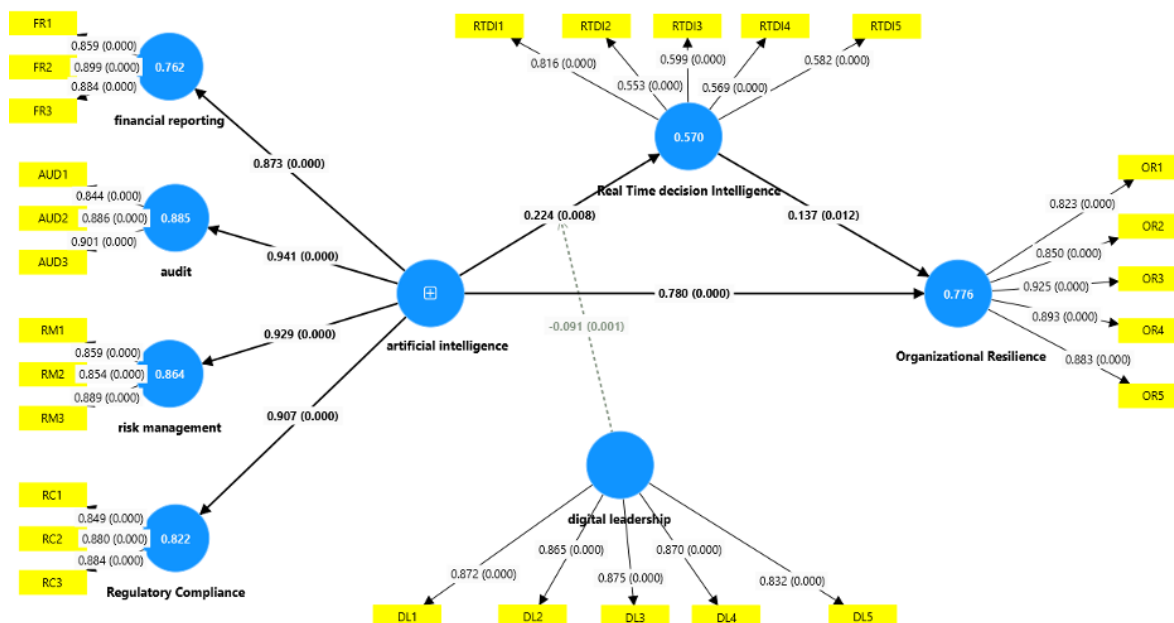 FR1
0.859 (0.000)
FR2
0.899 (0.000)
0.762
0.884 (0.000)
FR3
financial reporting
RTDI1
RTDI2
RTDI3
RTDI4
RTDI5
0.816 (0.000)
0.553 (0.000)
0.599 (0.000)
0.569 (0.000)
0.582 (0.000)
0.570
Real Time decision Intelligence
0.873 (0.000)
AUD1
0.844 (0.000)
AUD2
0.886 (0.000)
0.885
0.901 (0.000)
AUD3
audit
0.941 (0.000)
0.224 (0.008)
0.137 (0.012)
OR1
0.823 (0.000)
OR2
0.850 (0.000)
OR3
0.925 (0.000)
0.776
0.893 (0.000)
OR4
0.883 (0.000)
OR5
Organizational Resilience
0.780 (0.000)
artificial intelligence
-0.091 (0.001)
RM1
0.859 (0.000)
RM2
0.854 (0.000)
0.864
0.889 (0.000)
RM3
risk management
0.929 (0.000)
0.907 (0.000)
RC1
0.849 (0.000)
RC2
0.880 (0.000)
0.822
0.884 (0.000)
RC3
Regulatory Compliance
digital leadership
0.872 (0.000)
0.865 (0.000)
0.875 (0.000)
0.870 (0.000)
0.832 (0.000)
DL1
DL2
DL3
DL4
DL5